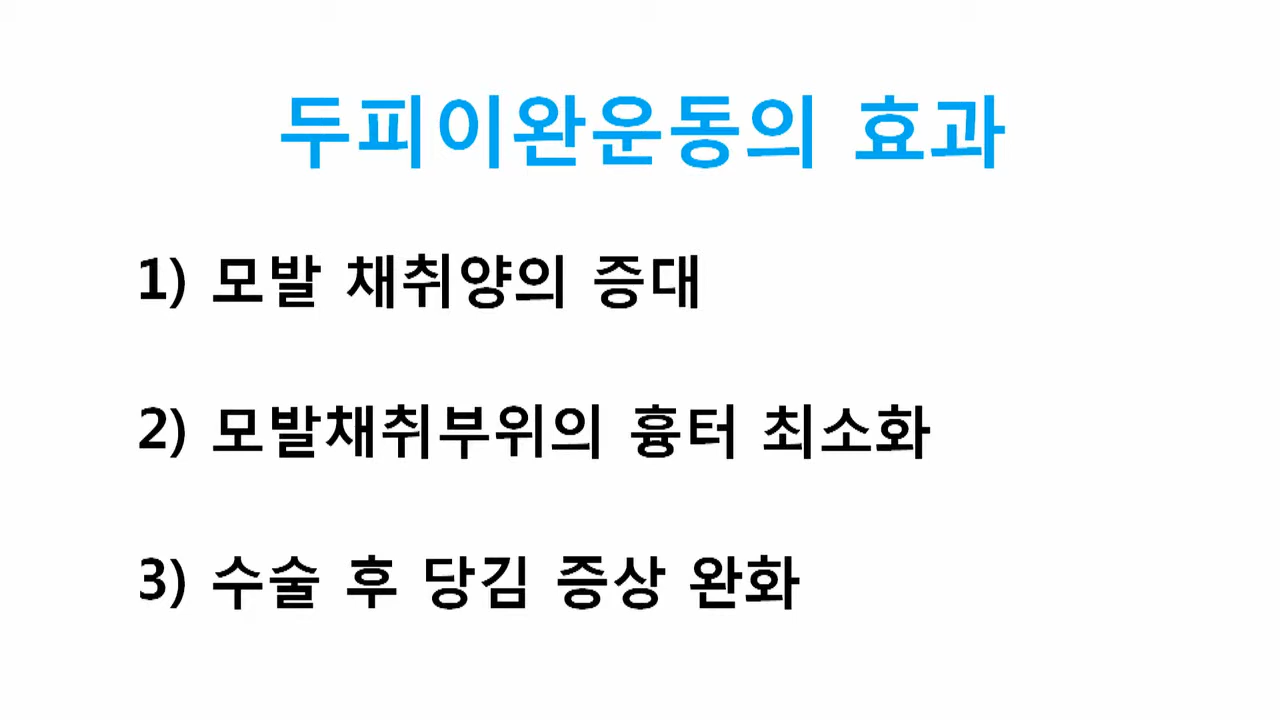 두피이완운동의 효과
1) 모발 채취양의 증대
2) 모발채취부위의 흉터 최소화
3) 수술 후 당김 증상 완화